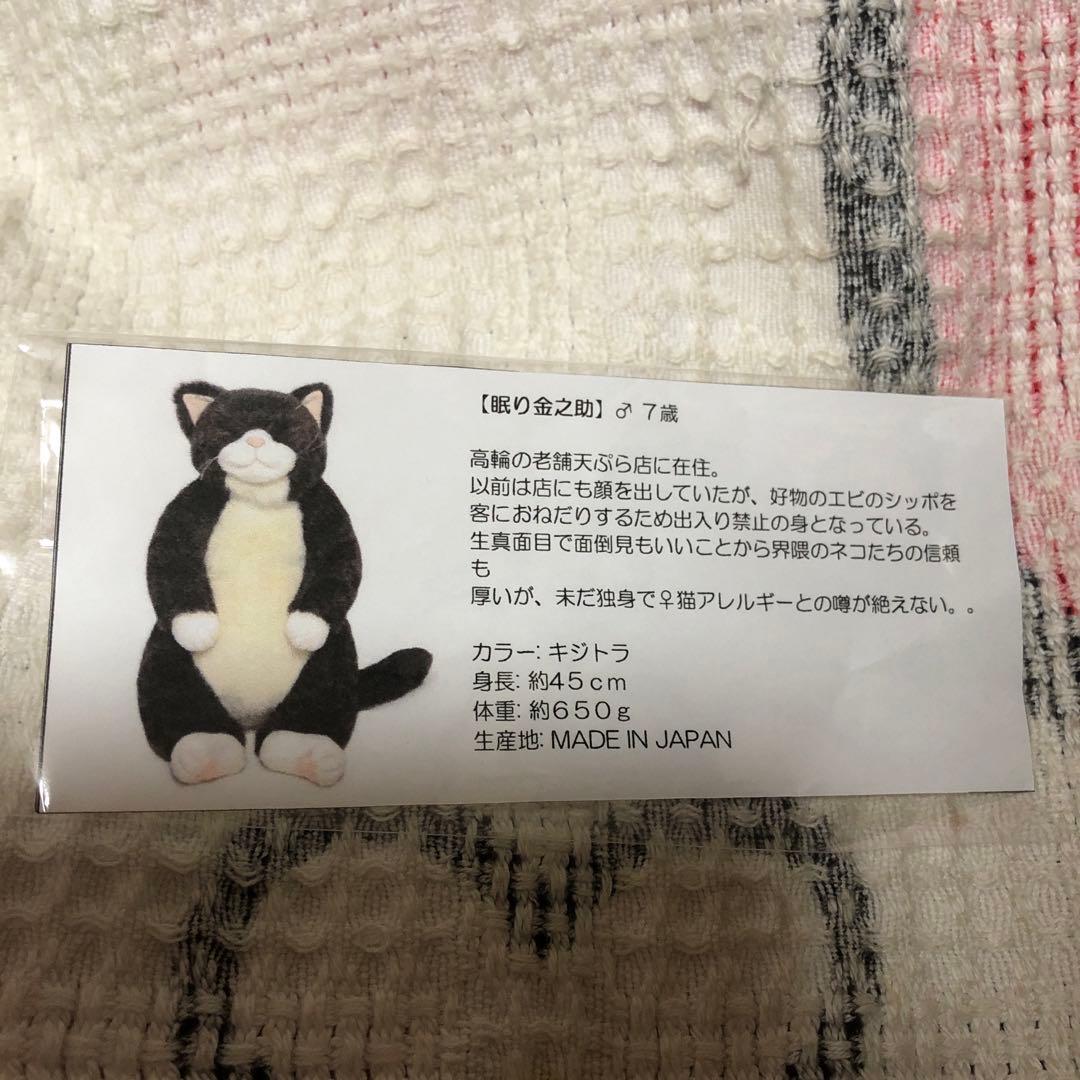 【眠り金之助】♂ 7歳
高輪の老舗天ぷら店に在住。
以前は店にも顔を出していたが、好物のエビのシッポを
客におねだりするため出入り禁止の身となっている。
生真面目で面倒見もいいことから界隈のネコたちの信頼
も
厚いが、未だ独身で♀猫アレルギーとの噂が絶えない。。
カラー: キジトラ
身長: 約45cm
体重: 約650g
生産地: MADE IN JAPAN